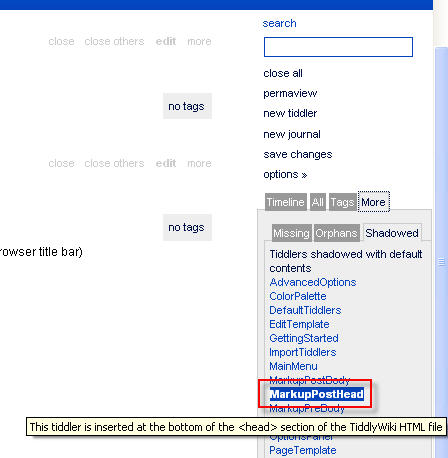 search
close close others edit more
close all
permaview
no tags
new tiddler
new journal
save changes
close close others edit more
options »
Timeline All Tags More
no tags
Missing Orphans Shadowed
rowser title bar)
Tiddlers shadowed with default
contents
AdvancedOptions
ColorPalette
DefaultTiddlers
EditTemplate
GettingStarted
ImportTiddlers
MainMenu
MarkupPostBody
MarkupPostHead
MarkupPreBody
This tiddler is inserted at the bottom of the <head> section of the TiddlyWiki HTML file
OptionsPanel
PageTemplate